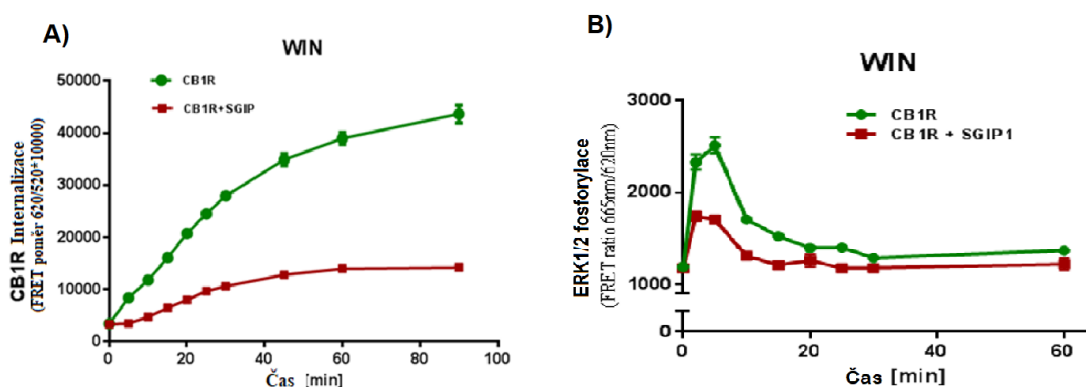 A)
WIN
CB1R
CB1R+SGIP
50000
40000
30000
20000
10000
0
0 20 40 60 80 100
Čas [min]
CB1R Internalizace
(FRET poměr 620/520*10000)
B)
WIN
CB1R
CB1R + SGIP1
3000
2000
1000
0
0 20 40 60
Čas [min]
ERK1/2 fosforylace
(FRET ratio 665nm/620nm)